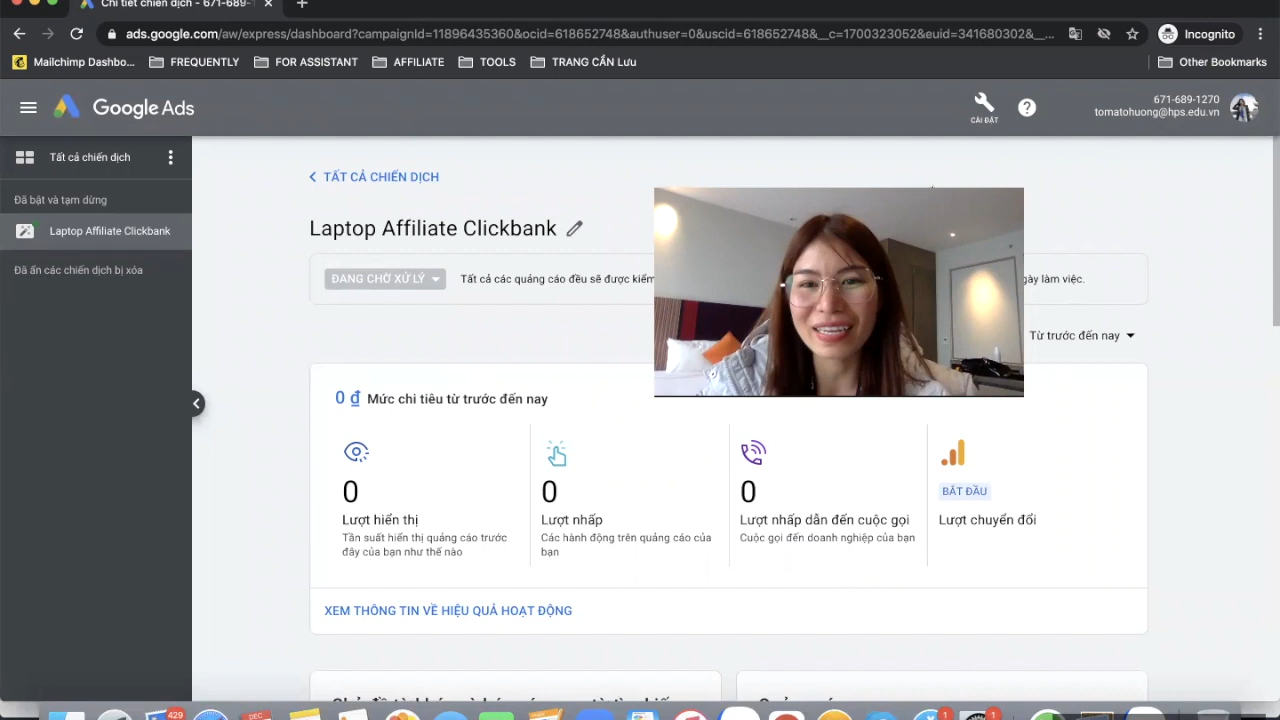 Chi tiết chiến dịch - 671-689-1
ads.google.com/aw/express/dashboard?campaignId=11896435360&ocid=618652748&authuser=0&uscid=618652748&__c=1700323052&euid=341680302&__...
Incognito
Mailchimp Dashbo...
FREQUENTLY
FOR ASSISTANT
AFFILIATE
TOOLS
TRANG CẦN Lưu
Other Bookmarks
Google Ads
CÀI ĐẶT
671-689-1270
tomatohuong@hps.edu.vn
Tất cả chiến dịch
Đã bật và tạm dừng
Laptop Affiliate Clickbank
Đã ẩn các chiến dịch bị xóa
TẤT CẢ CHIẾN DỊCH
Laptop Affiliate Clickbank
ĐANG CHỜ XỬ LÝ
Tất cả các quảng cáo đều sẽ được kiểm
gày làm việc.
Từ trước đến nay
0 ₫ Mức chi tiêu từ trước đến nay
0
Lượt hiển thị
Tần suất hiển thị quảng cáo trước
đây của bạn như thế nào
0
Lượt nhấp
Các hành động trên quảng cáo của
bạn
0
Lượt nhấp dẫn đến cuộc gọi
Cuộc gọi đến doanh nghiệp của bạn
BẮT ĐẦU
Lượt chuyển đổi
XEM THÔNG TIN VỀ HIỆU QUẢ HOẠT ĐỘNG
429
DEC
1
1